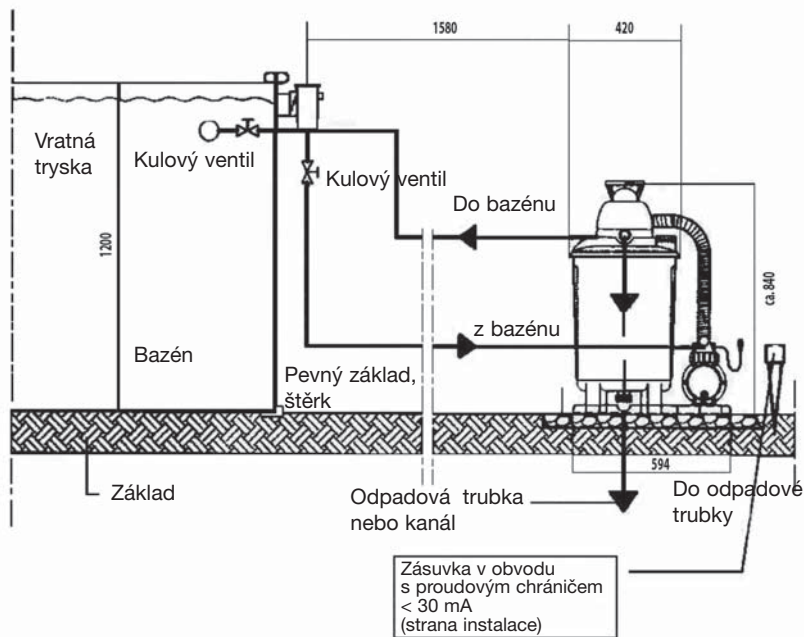 1580
420
Vratná
tryska
Kulový ventil
Kulový ventil
Do bazénu
1200
ca.840
z bazénu
Bazén
Pevný základ,
štěrk
594
Základ
Odpadová trubka
nebo kanál
Do odpadové
trubky
Zásuvka v obvodu
s proudovým chráničem
< 30 mA
(strana instalace)